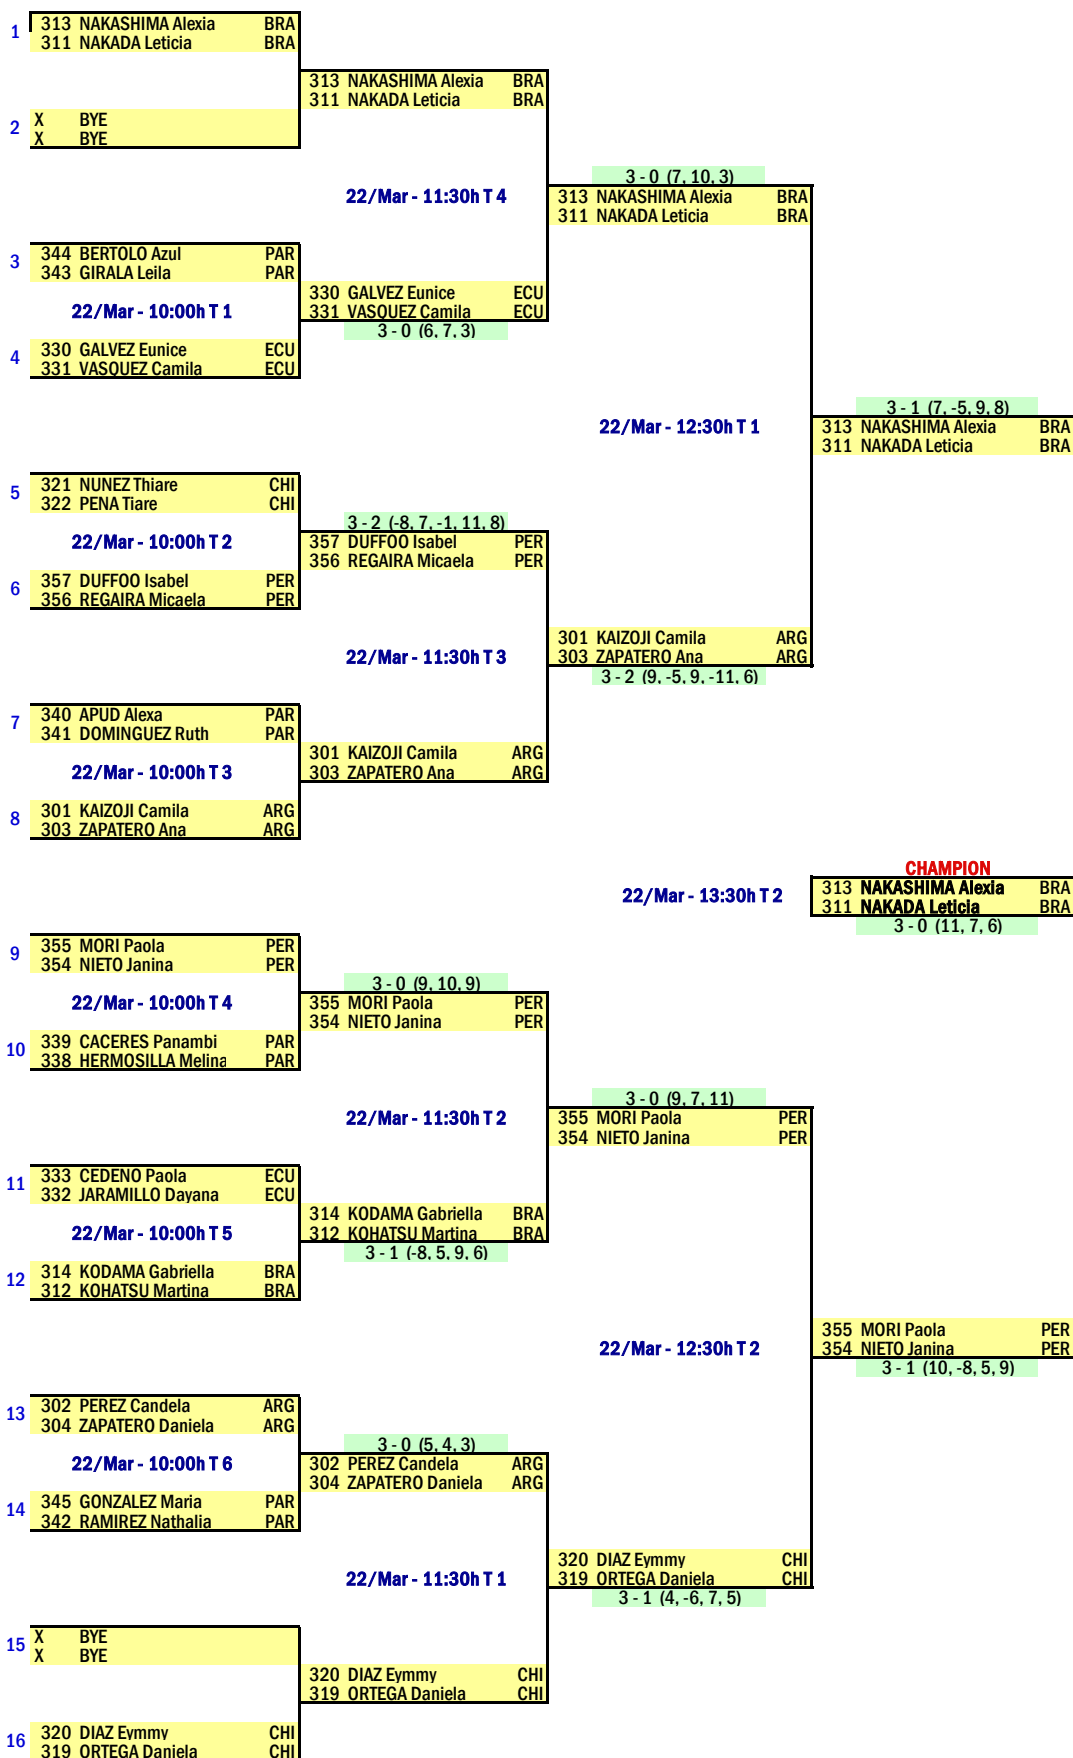 1 313 NAKASHIMA Alexia BRA
311 NAKADA Leticia BRA
313 NAKASHIMA Alexia BRA
311 NAKADA Leticia BRA
2 X BYE
X BYE
3 - 0 (7, 10, 3)
22/Mar - 11:30h T 4
313 NAKASHIMA Alexia BRA
311 NAKADA Leticia BRA
3 344 BERTOLO Azul PAR
343 GIRALA Leila PAR
22/Mar - 10:00h T 1
330 GALVEZ Eunice ECU
331 VASQUEZ Camila ECU
3 - 0 (6, 7, 3)
4 330 GALVEZ Eunice ECU
331 VASQUEZ Camila ECU
3 - 1 (7, -5, 9, 8)
22/Mar - 12:30h T 1
313 NAKASHIMA Alexia BRA
311 NAKADA Leticia BRA
5 321 NUNEZ Thiare CHI
322 PENA Tiare CHI
3 - 2 (-8, 7, -1, 11, 8)
22/Mar - 10:00h T 2
357 DUFFOO Isabel PER
356 REGAIRA Micaela PER
6 357 DUFFOO Isabel PER
356 REGAIRA Micaela PER
301 KAIZOJI Camila ARG
303 ZAPATERO Ana ARG
22/Mar - 11:30h T 3
3 - 2 (9, -5, 9, -11, 6)
7 340 APUD Alexa PAR
341 DOMINGUEZ Ruth PAR
301 KAIZOJI Camila ARG
303 ZAPATERO Ana ARG
22/Mar - 10:00h T 3
8 301 KAIZOJI Camila ARG
303 ZAPATERO Ana ARG
CHAMPION
22/Mar - 13:30h T 2
313 NAKASHIMA Alexia BRA
311 NAKADA Leticia BRA
3 - 0 (11, 7, 6)
9 355 MORI Paola PER
354 NIETO Janina PER
3 - 0 (9, 10, 9)
22/Mar - 10:00h T 4
355 MORI Paola PER
354 NIETO Janina PER
10 339 CACERES Panambi PAR
338 HERMOSILLA Melina PAR
3 - 0 (9, 7, 11)
22/Mar - 11:30h T 2
355 MORI Paola PER
354 NIETO Janina PER
11 333 CEDENO Paola ECU
332 JARAMILLO Dayana ECU
314 KODAMA Gabriella BRA
312 KOHATSU Martina BRA
22/Mar - 10:00h T 5
3 - 1 (-8, 5, 9, 6)
12 314 KODAMA Gabriella BRA
312 KOHATSU Martina BRA
22/Mar - 12:30h T 2
355 MORI Paola PER
354 NIETO Janina PER
3 - 1 (10, -8, 5, 9)
13 302 PEREZ Candela ARG
304 ZAPATERO Daniela ARG
3 - 0 (5, 4, 3)
22/Mar - 10:00h T 6
302 PEREZ Candela ARG
304 ZAPATERO Daniela ARG
14 345 GONZALEZ Maria PAR
342 RAMIREZ Nathalia PAR
320 DIAZ Eymmy CHI
319 ORTEGA Daniela CHI
22/Mar - 11:30h T 1
3 - 1 (4, -6, 7, 5)
15 X BYE
X BYE
320 DIAZ Eymmy CHI
319 ORTEGA Daniela CHI
16 320 DIAZ Eymmy CHI
319 ORTEGA Daniela CHI